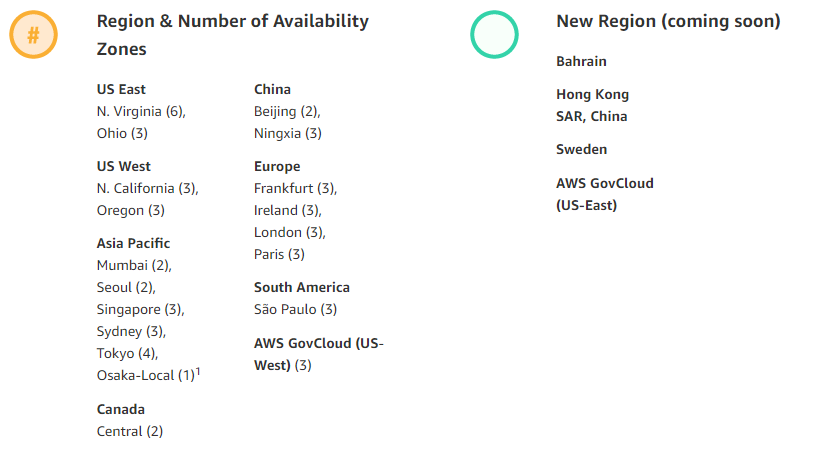 #
Region & Number of Availability
Zones
US East
N. Virginia (6),
Ohio (3)
US West
N. California (3),
Oregon (3)
Asia Pacific
Mumbai (2),
Seoul (2),
Singapore (3),
Sydney (3),
Tokyo (4),
Osaka-Local (1)¹
Canada
Central (2)
China
Beijing (2),
Ningxia (3)
Europe
Frankfurt (3),
Ireland (3),
London (3),
Paris (3)
South America
São Paulo (3)
AWS GovCloud (US-
West) (3)
New Region (coming soon)
Bahrain
Hong Kong
SAR, China
Sweden
AWS GovCloud
(US-East)